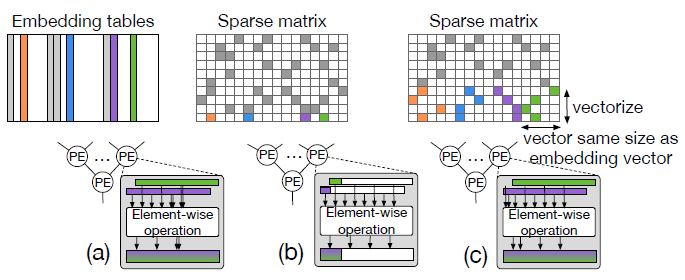 Embedding tables
Sparse matrix
Sparse matrix
vectorize
vector same size as
embedding vector
PE ... PE
PE
Element-wise
operation
(a)
PE ... PE
PE
Element-wise
operation
(b)
PE ... PE
PE
Element-wise
operation
(c)